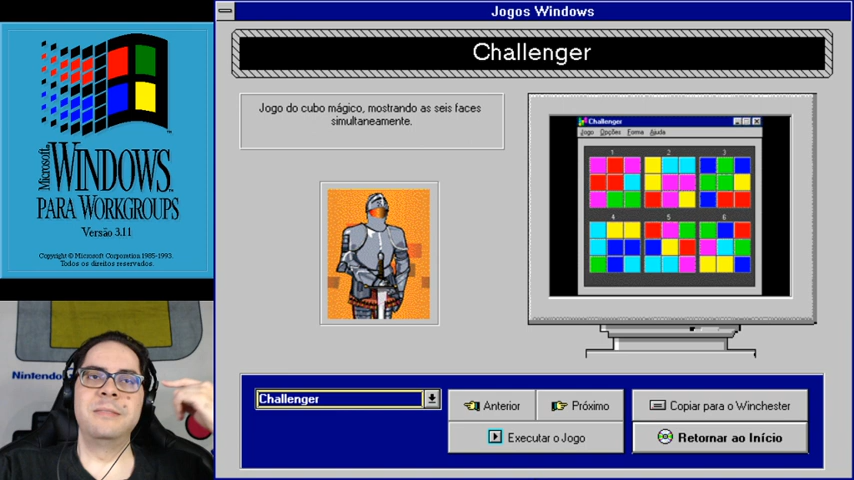 Microsoft
WINDOWS
PARA WORKGROUPS
Versão 3.11
Copyright © Microsoft Corporation 1985-1993.
Todos os direitos reservados.
Nintendo
Jogos Windows
Challenger
Jogo do cubo mágico, mostrando as seis faces
simultaneamente.
Challenger
Jogo Opções Forma Ajuda
1 2 3
4 5 6
Challenger
Anterior
Próximo
Copiar para o Winchester
Executar o Jogo
Retornar ao Início